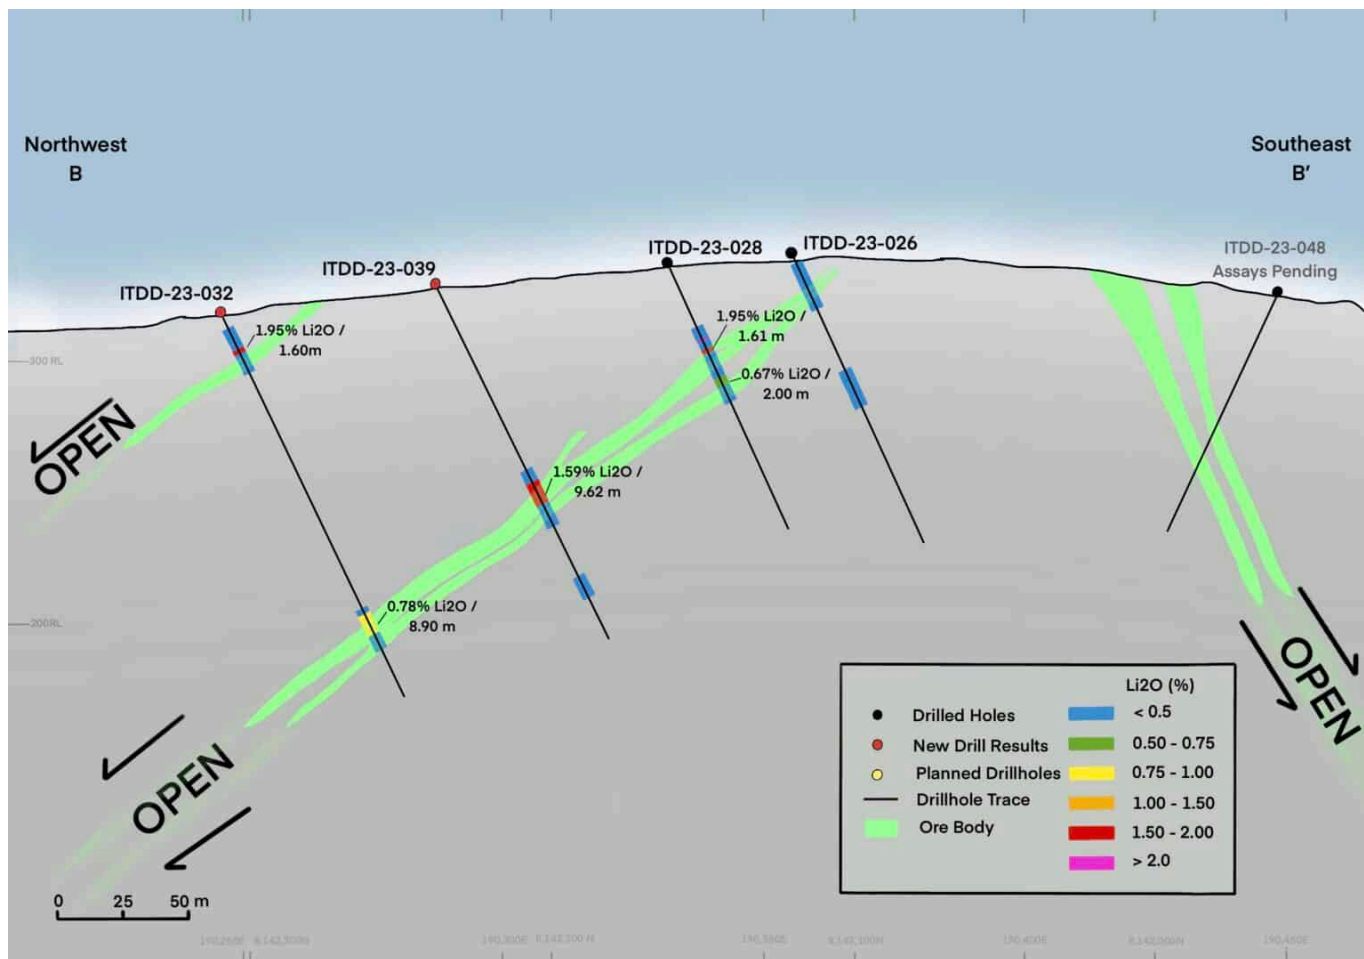 Northwest
B
Southeast
B'
ITDD-23-032
ITDD-23-039
ITDD-23-028
ITDD-23-026
ITDD-23-048
Assays Pending
1.95% Li2O /
1.60m
1.95% Li2O /
1.61 m
0.67% Li2O /
2.00 m
1.59% Li2O /
9.62 m
0.78% Li2O /
8.90 m
300 RL
200RL
OPEN
OPEN
OPEN
Li2O (%)
Drilled Holes
New Drill Results
Planned Drillholes
Drillhole Trace
Ore Body
< 0.5
0.50 - 0.75
0.75 - 1.00
1.00 - 1.50
1.50 - 2.00
> 2.0
0 25 50 m
190,300E
190,400E